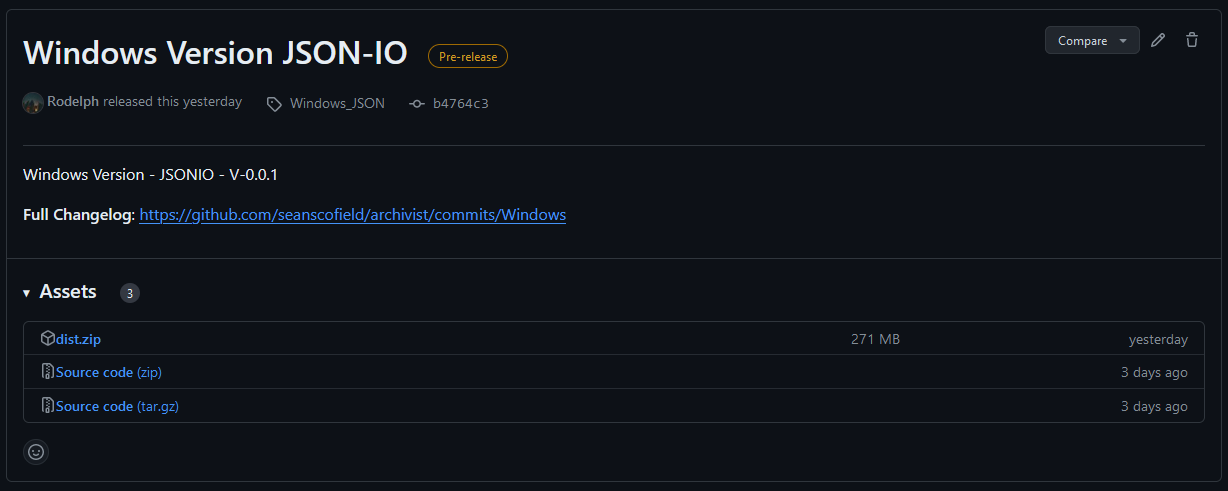 Windows Version JSON-IO Pre-release Compare
Rodelph released this yesterday Windows_JSON b4764c3
Windows Version - JSONIO - V-0.0.1
Full Changelog: https://github.com/seanscofield/archivist/commits/Windows
Assets 3
dist.zip 271 MB yesterday
Source code (zip) 3 days ago
Source code (tar.gz) 3 days ago